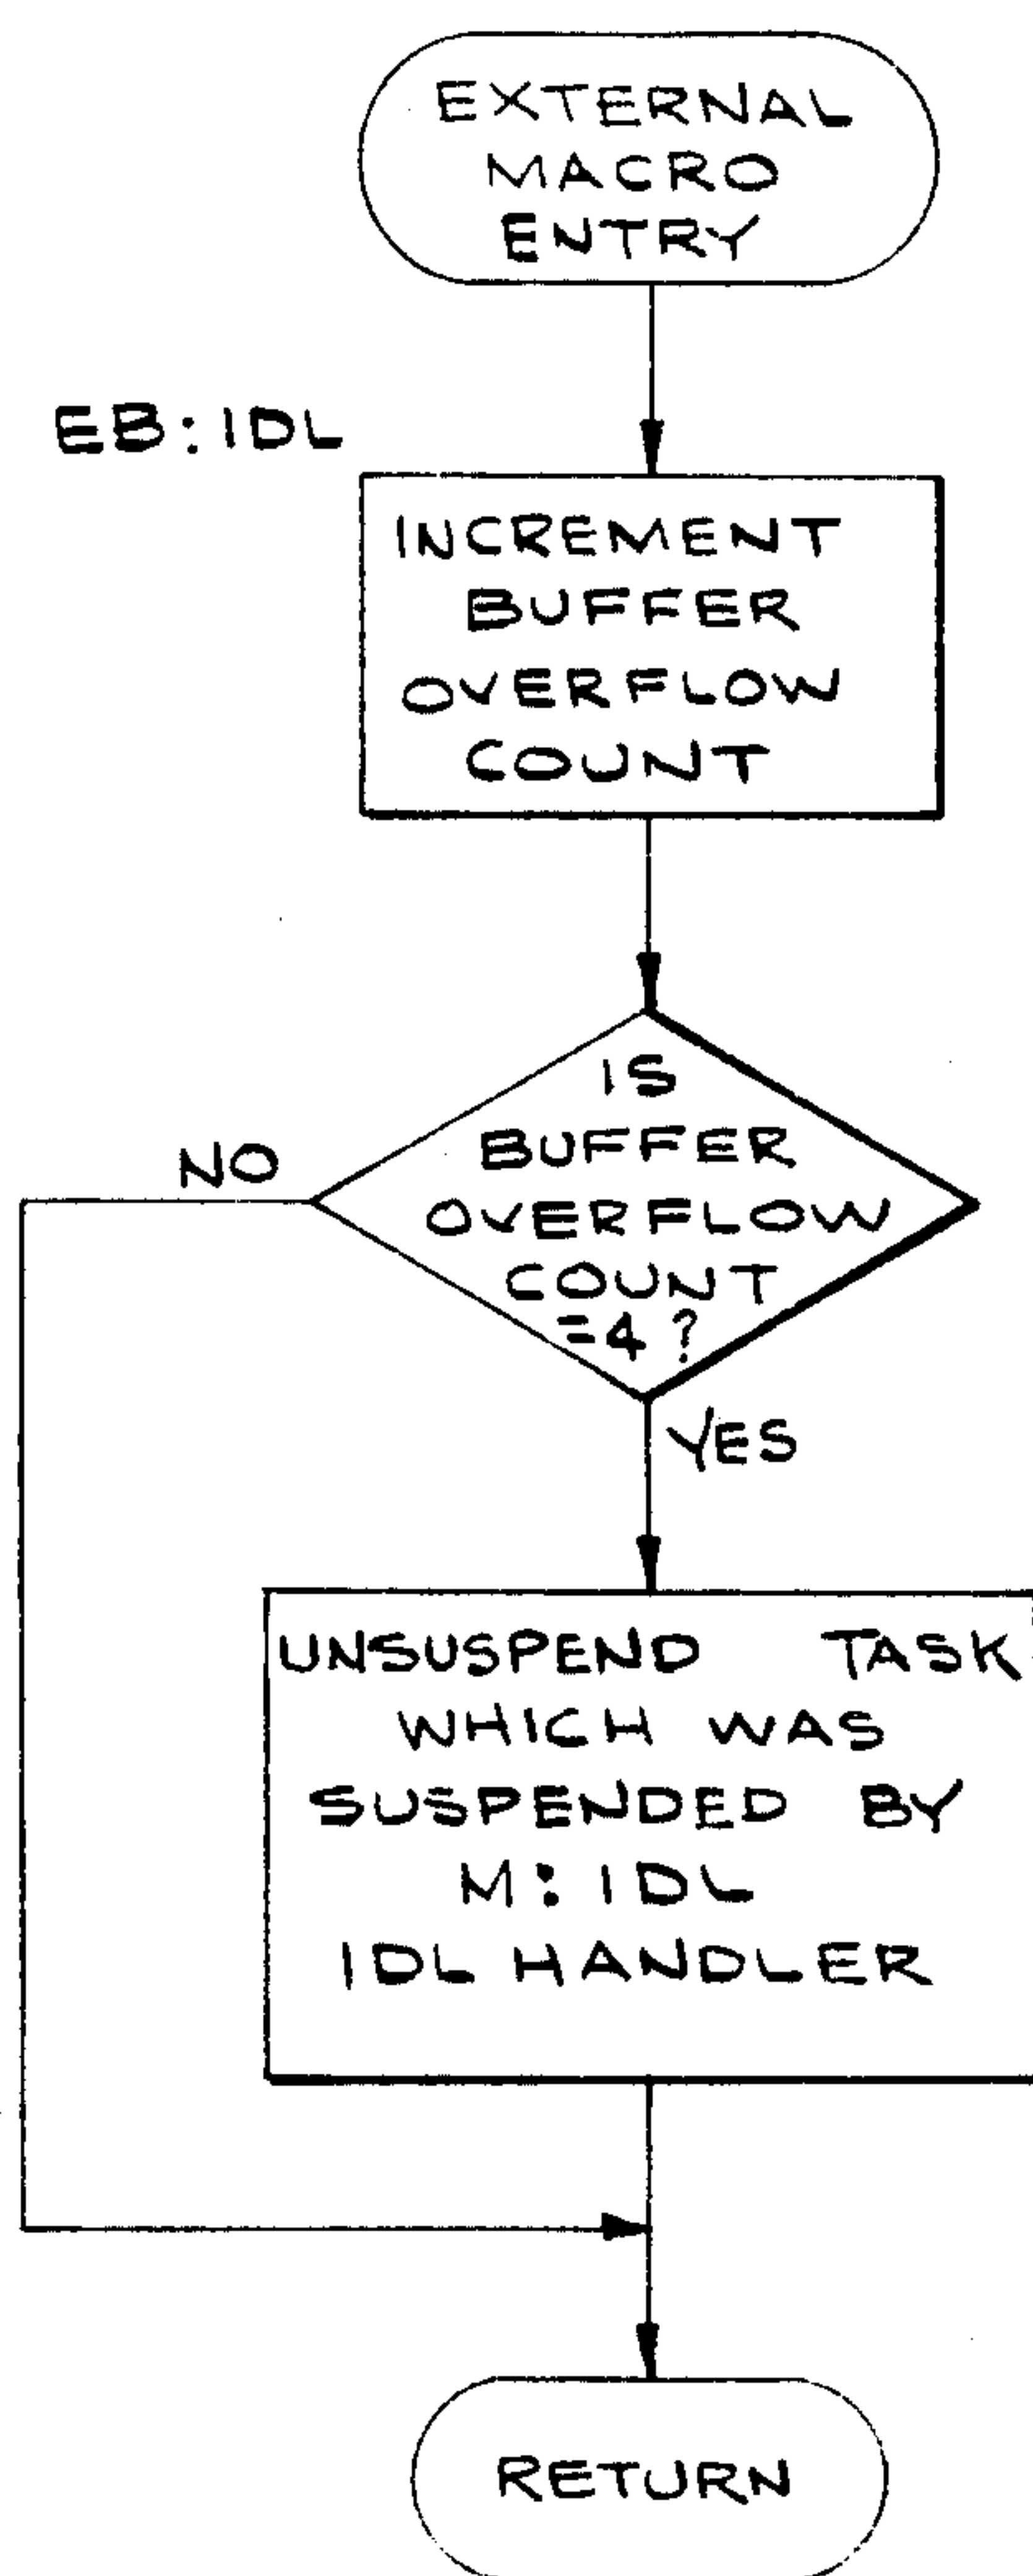 EXTERNAL
MACRO
ENTRY
EB:IDL
INCREMENT
BUFFER
OVERFLOW
COUNT
IS
BUFFER
OVERFLOW
COUNT
=4?
NO
YES
UNSUSPEND TASK
WHICH WAS
SUSPENDED BY
M:IDL
IDL HANDLER
RETURN